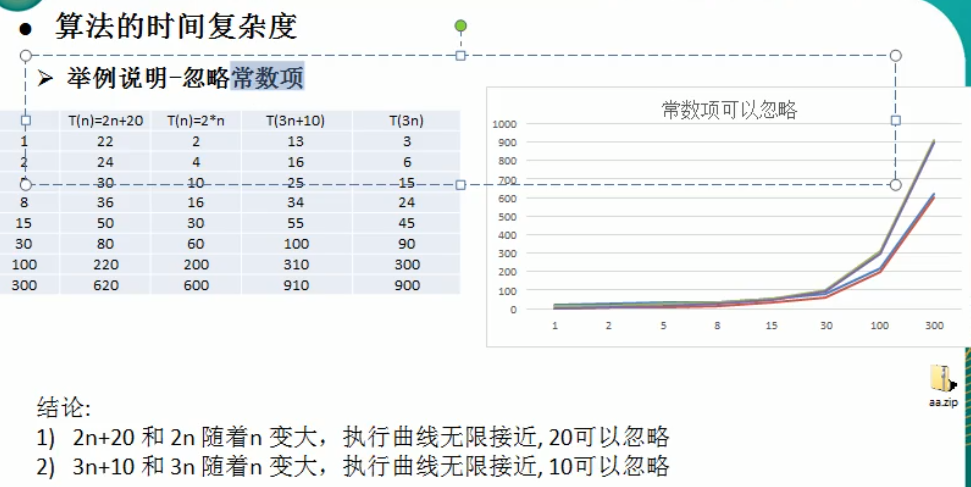 ● 算法的时间复杂度
➢ 举例说明-忽略常数项
T(n)=2n+20 T(n)=2*n T(3n+10) T(3n)
1 22 2 13 3
2 24 4 16 6
30 10 25 15
8 36 16 34 24
15 50 30 55 45
30 80 60 100 90
100 220 200 310 300
300 620 600 910 900
常数项可以忽略
1000
900
800
700
600
500
400
300
200
100
0
1 2 5 8 15 30 100 300
aa.zip
结论:
1) 2n+20 和 2n 随着n 变大，执行曲线无限接近, 20可以忽略
2) 3n+10 和 3n 随着n 变大，执行曲线无限接近, 10可以忽略